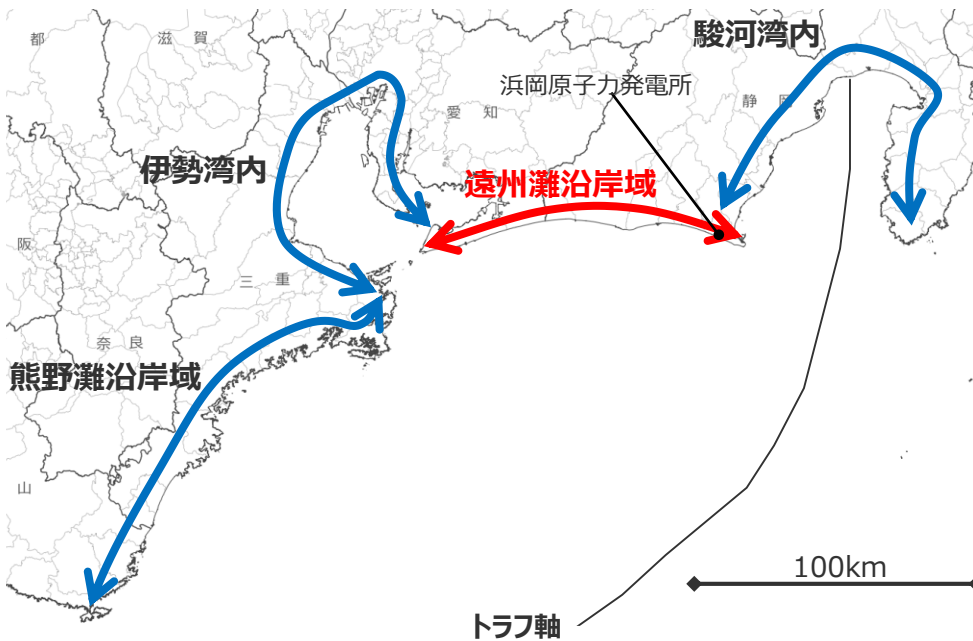 駿河湾内
都
滋賀
浜岡原子力発電所
愛知
静岡
伊勢湾内
遠州灘沿岸域
阪
三重
奈良
熊野灘沿岸域
山
100km
トラフ軸